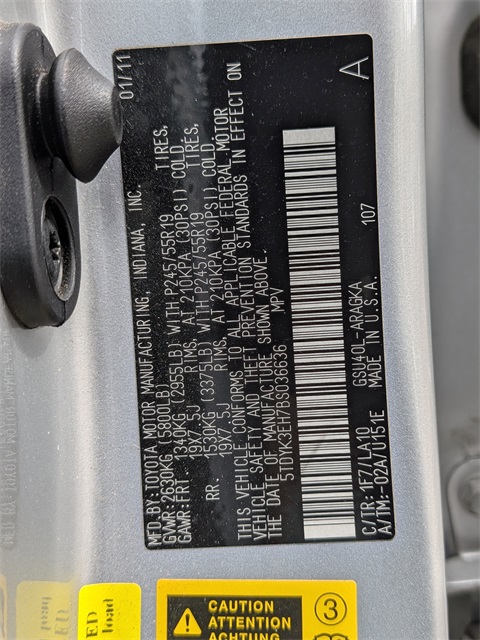 MFD. BY: TOYOTA MOTOR MANUFACTURING, INDIANA, INC. 01/11
GVWR: 2630KG (5800LB)
GAWR: FRT. 1340KG (2955LB) WITH P245/55R19 TIRES,
19X7.5J RIMS, AT 210KPA (30PSI) COLD.
RR. 1530KG (3375LB) WITH P245/55R19 TIRES,
19X7.5J RIMS, AT 210KPA (30PSI) COLD.
THIS VEHICLE CONFORMS TO ALL APPLICABLE FEDERAL MOTOR
VEHICLE SAFETY AND THEFT PREVENTION STANDARDS IN EFFECT ON
THE DATE OF MANUFACTURE SHOWN ABOVE.
5TDYK3EH7BS036636 MPV
A
107
GSU40L-ARAGKA
C/TR: 1F7/LA10 MADE IN U.S.A.
A/TM: -02A/U151E
CAUTION
ATTENTION
ACHTUNG
3
load